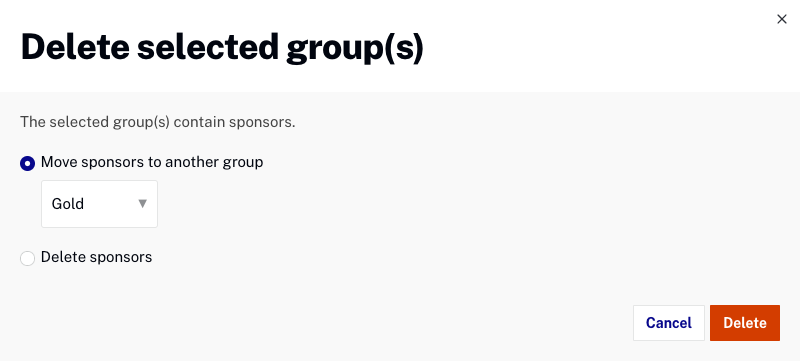 Delete selected group(s)
The selected group(s) contain sponsors.
Move sponsors to another group
Gold
Delete sponsors
Cancel Delete